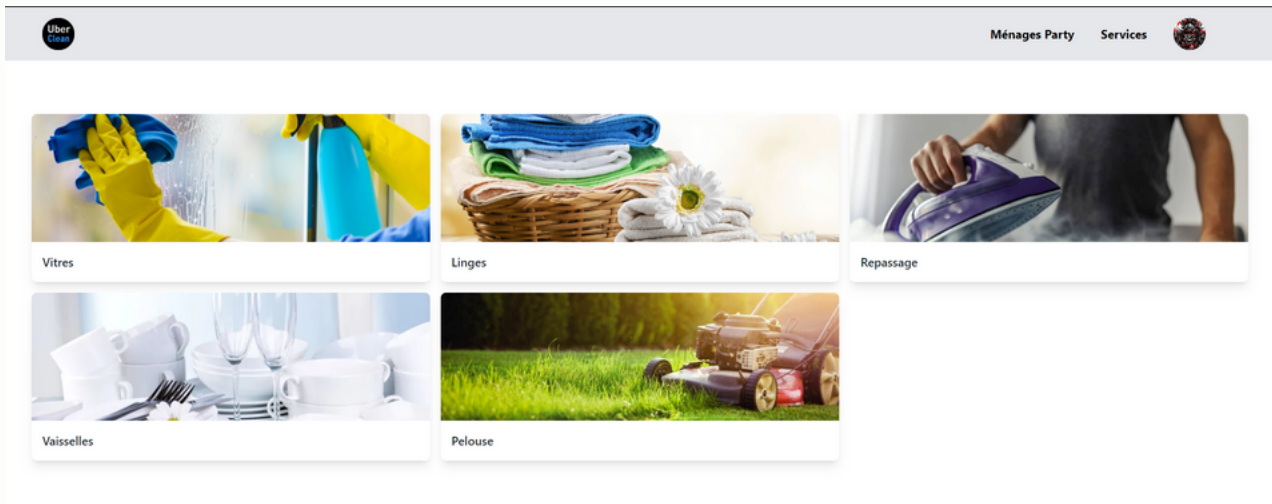 Uber
Clean
Ménages Party
Services
Vitres
Linges
Repassage
Vaisselles
Pelouse